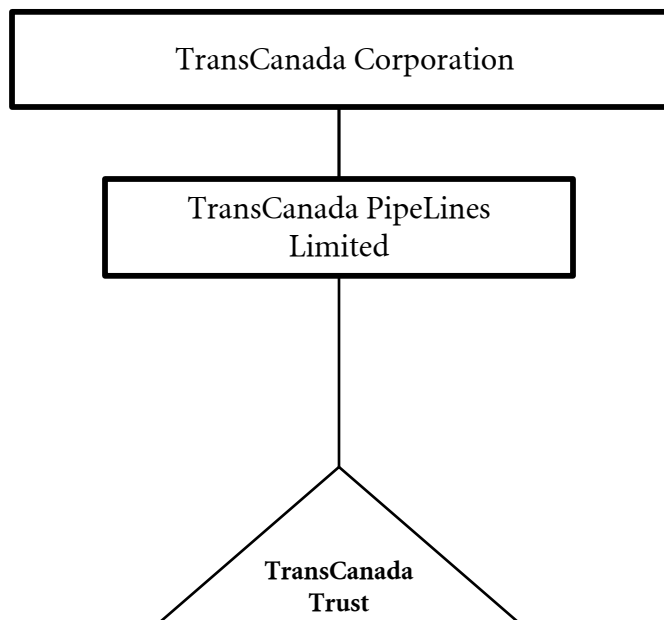 TransCanada Corporation
TransCanada PipeLines
Limited
TransCanada
Trust